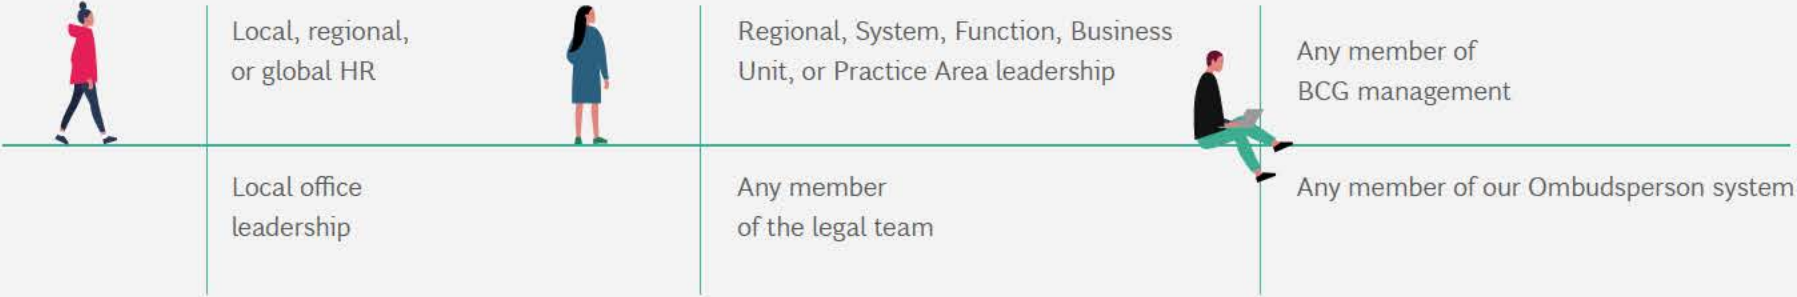 Local, regional,
or global HR
Regional, System, Function, Business
Unit, or Practice Area leadership
Any member of
BCG management
Local office
leadership
Any member
of the legal team
Any member of our Ombudsperson system